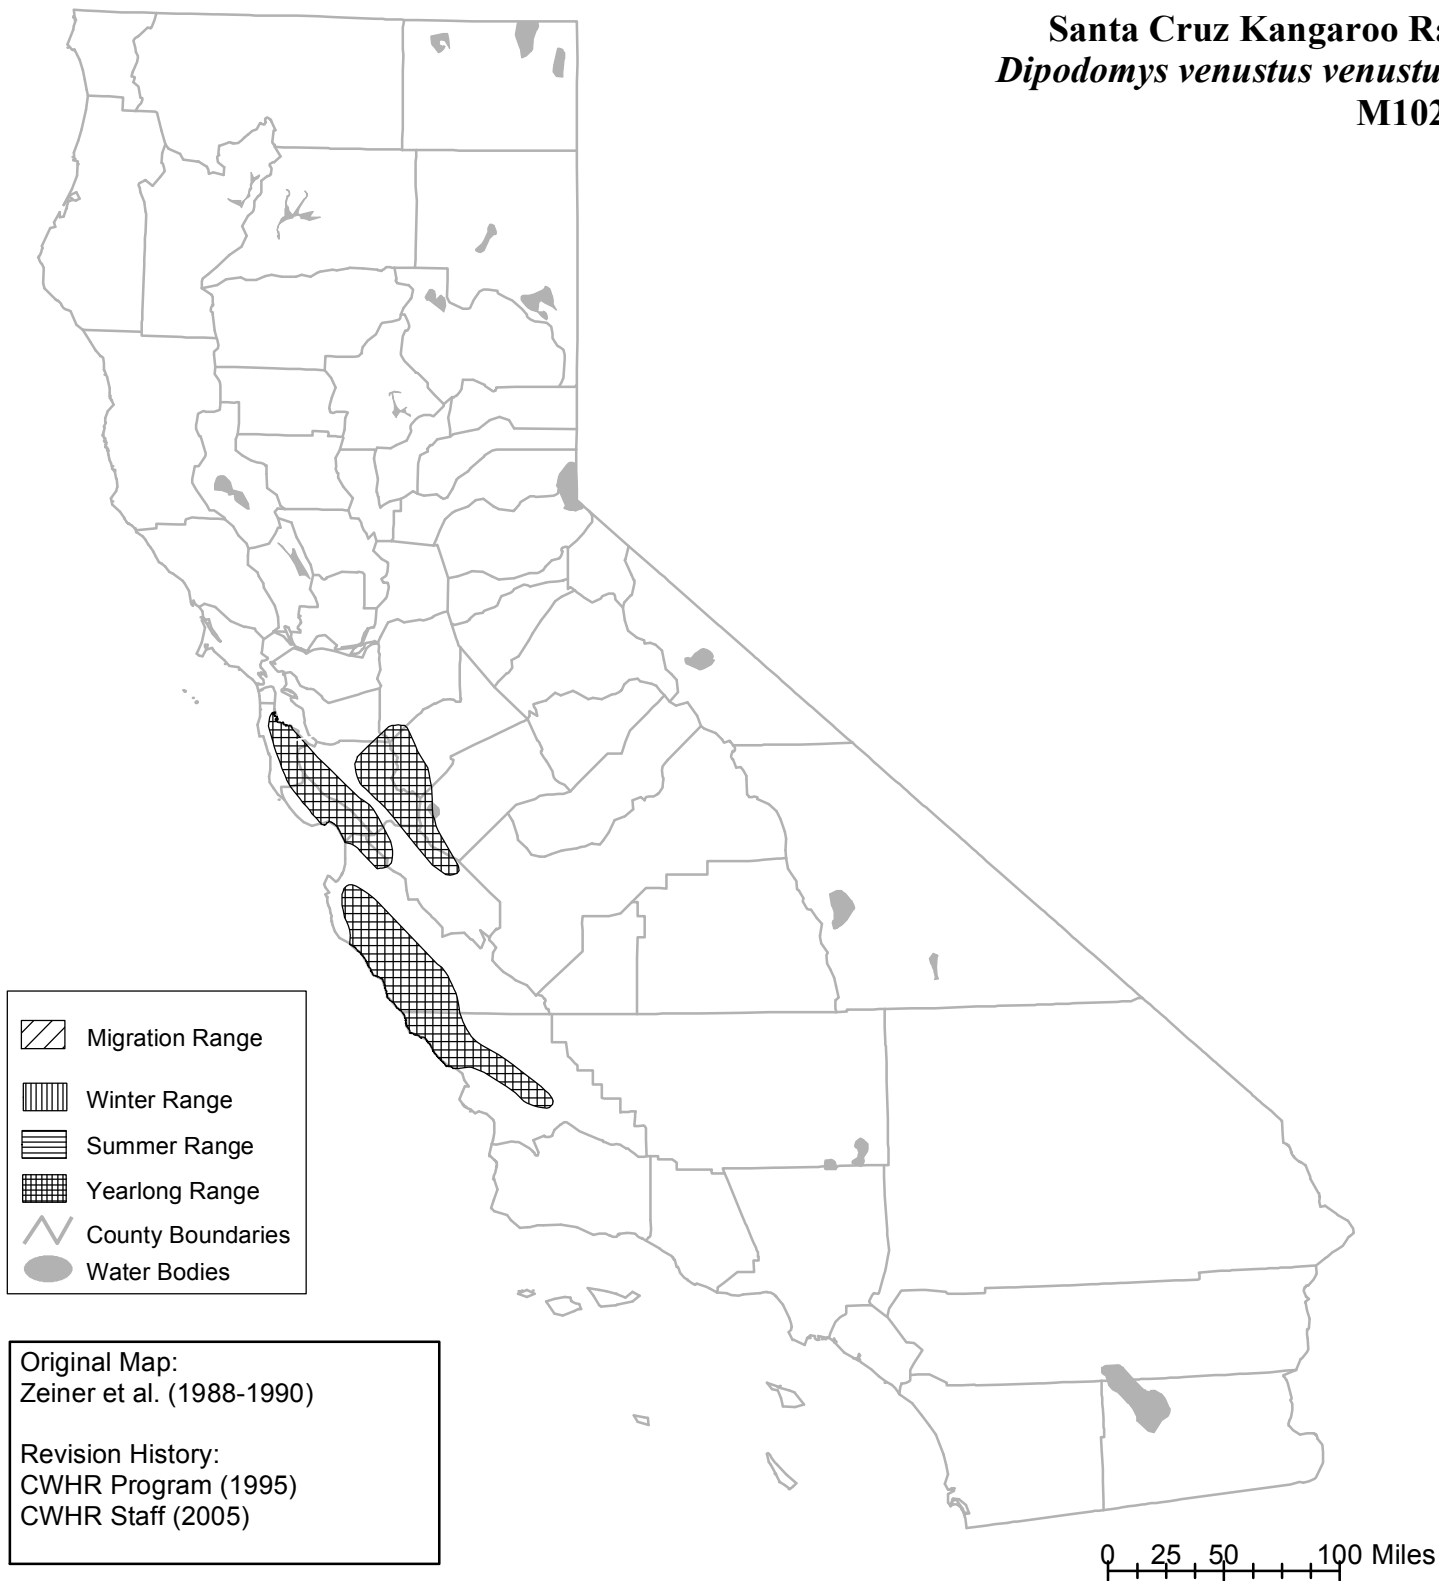 Santa Cruz Kangaroo Ra
Dipodomys venustus venustu
M102
Migration Range
Winter Range
Summer Range
Yearlong Range
County Boundaries
Water Bodies
Original Map:
Zeiner et al. (1988-1990)
Revision History:
CWHR Program (1995)
CWHR Staff (2005)
0 25 50 100 Miles